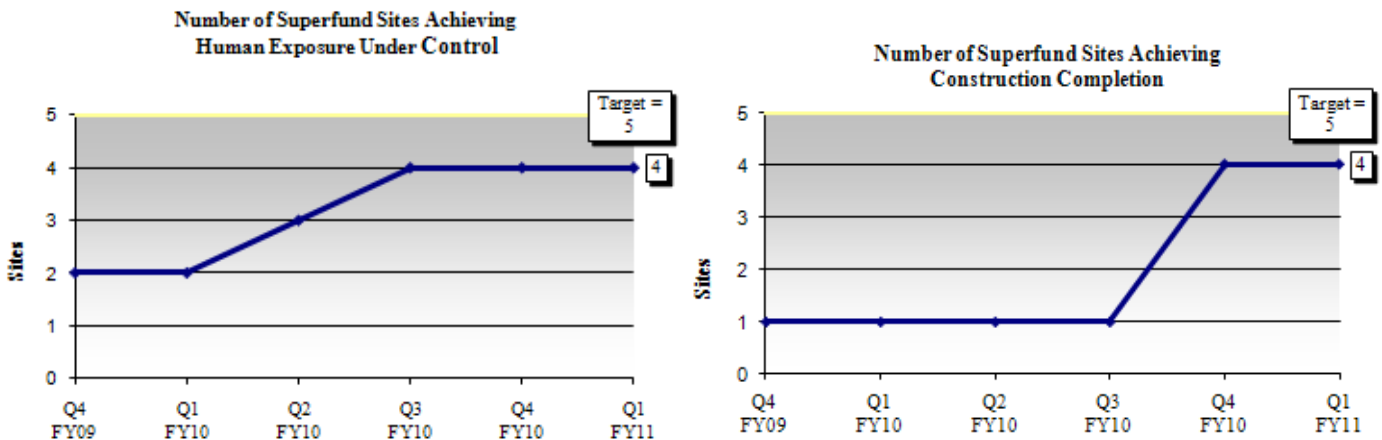 Number of Superfund Sites Achieving
Human Exposure Under Control
Target =
5
5
4
3
2
1
0
4
Sites
Q4
FY09
Q1
FY10
Q2
FY10
Q3
FY10
Q4
FY10
Q1
FY11
Number of Superfund Sites Achieving
Construction Completion
Target =
5
5
4
3
2
1
0
4
Sites
Q4
FY09
Q1
FY10
Q2
FY10
Q3
FY10
Q4
FY10
Q1
FY11